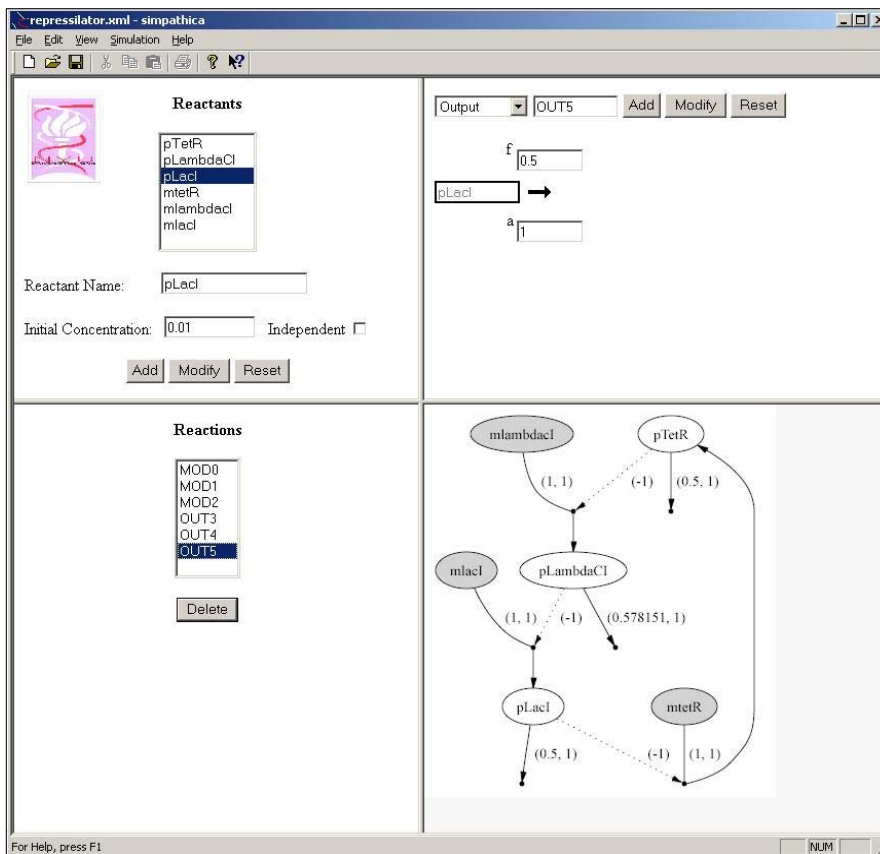 repressilator.xml - simpathica
File Edit View Simulation Help
Reactants
pTetR
pLambdaCI
pLacI
mtetR
mlambdacI
mlacI
Reactant Name: pLacI
Initial Concentration: 0.01 Independent
Add Modify Reset
Output OUT5 Add Modify Reset
f 0.5
pLacI
a 1
Reactions
MOD0
MOD1
MOD2
OUT3
OUT4
OUT5
Delete
mlambdacI pTetR
(1, 1) (-1) (0.5, 1)
mlacI pLambdaCI
(1, 1) (-1) (0.578151, 1)
pLacI mtetR
(0.5, 1) (-1) (1, 1)
For Help, press F1 NUM